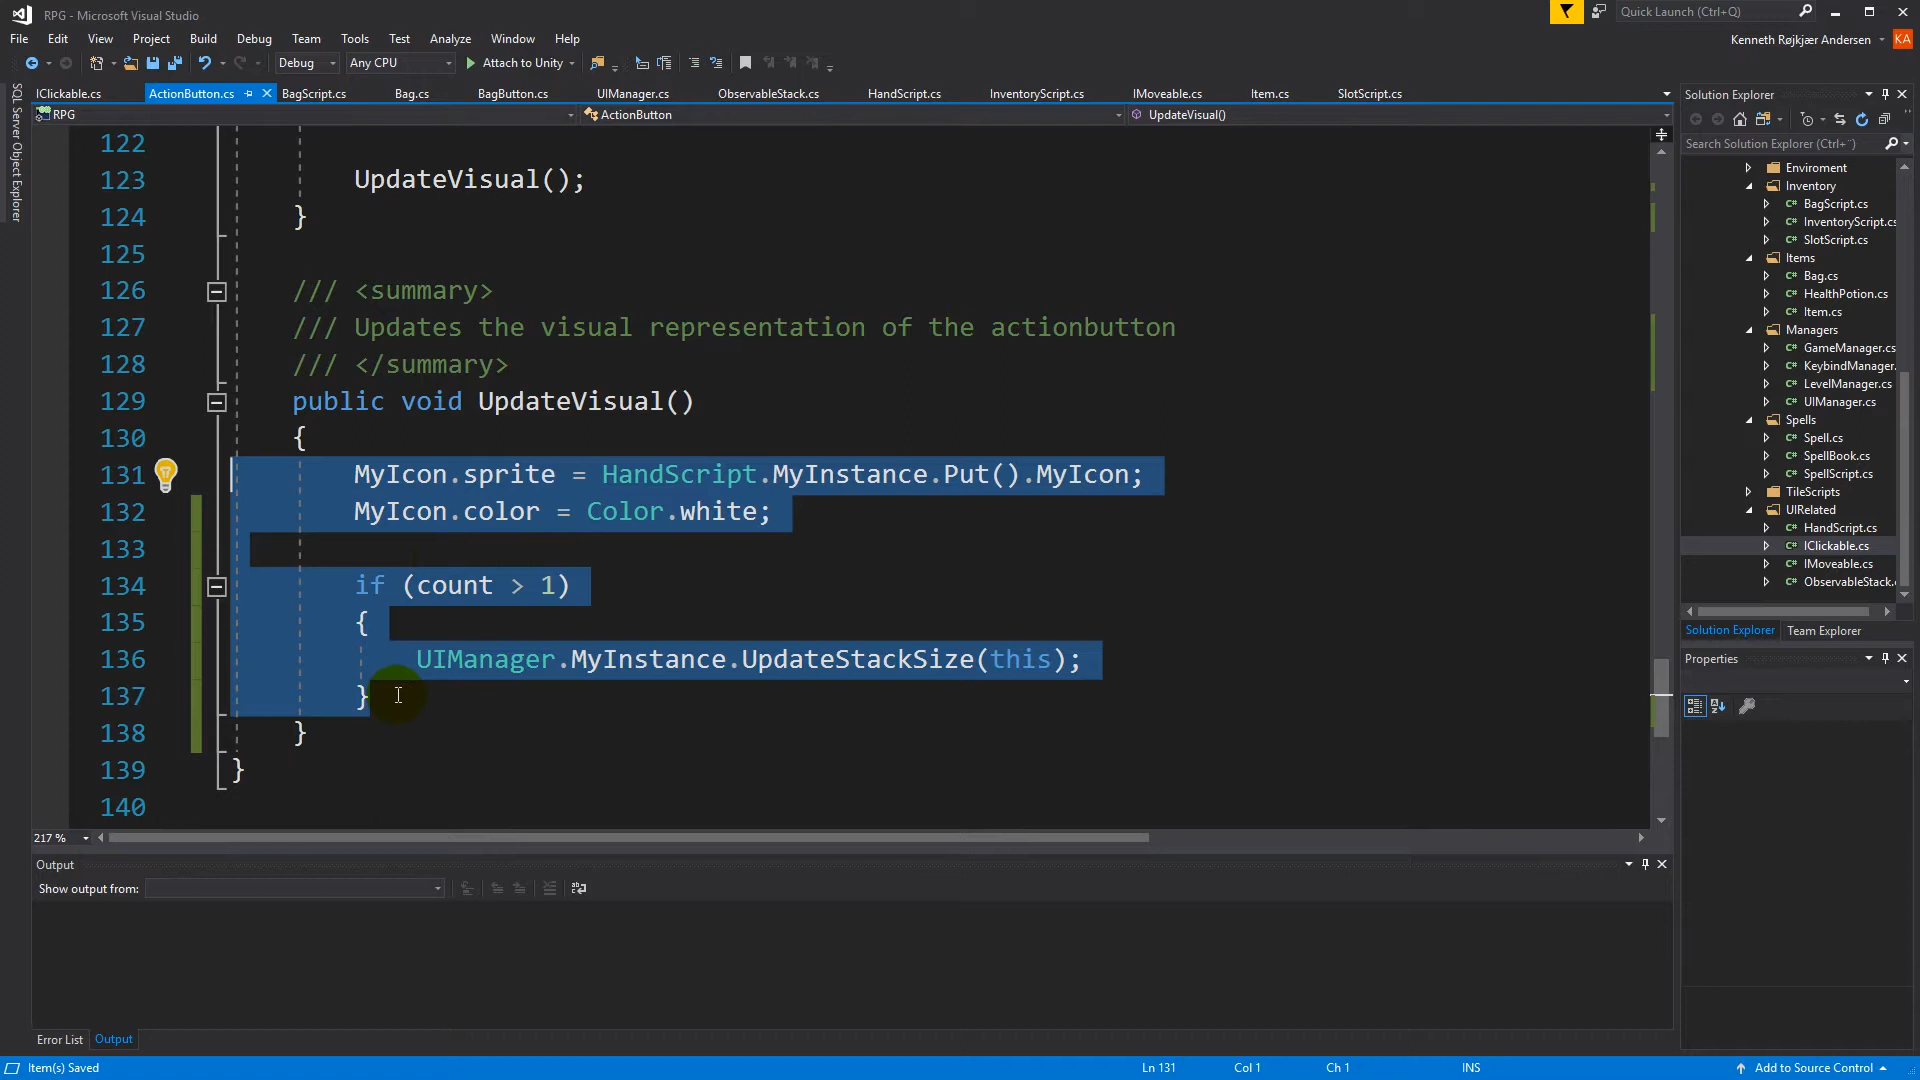 RPG - Microsoft Visual Studio
Quick Launch (Ctrl+Q)
File Edit View Project Build Debug Team Tools Test Analyze Window Help
Kenneth Røjkjær Andersen KA
Debug Any CPU Attach to Unity
SQL Server Object Explorer
IClickable.cs ActionButton.cs BagScript.cs Bag.cs BagButton.cs UIManager.cs ObservableStack.cs HandScript.cs InventoryScript.cs IMoveable.cs Item.cs SlotScript.cs
RPG ActionButton UpdateVisual()
122
123 UpdateVisual();
124 }
125
126 /// <summary>
127 /// Updates the visual representation of the actionbutton
128 /// </summary>
129 public void UpdateVisual()
130 {
131 MyIcon.sprite = HandScript.MyInstance.Put().MyIcon;
132 MyIcon.color = Color.white;
133
134 if (count > 1)
135 {
136 UIManager.MyInstance.UpdateStackSize(this);
137 }
138 }
139 }
140
217 %
Output
Show output from:
Error List Output
Solution Explorer
Search Solution Explorer (Ctrl+¨)
Enviroment
Inventory
BagScript.cs
InventoryScript.cs
SlotScript.cs
Items
Bag.cs
HealthPotion.cs
Item.cs
Managers
GameManager.cs
KeybindManager.
LevelManager.cs
UIManager.cs
Spells
Spell.cs
SpellBook.cs
SpellScript.cs
TileScripts
UIRelated
HandScript.cs
IClickable.cs
IMoveable.cs
ObservableStack.
Solution Explorer Team Explorer
Properties
Item(s) Saved Ln 131 Col 1 Ch 1 INS Add to Source Control